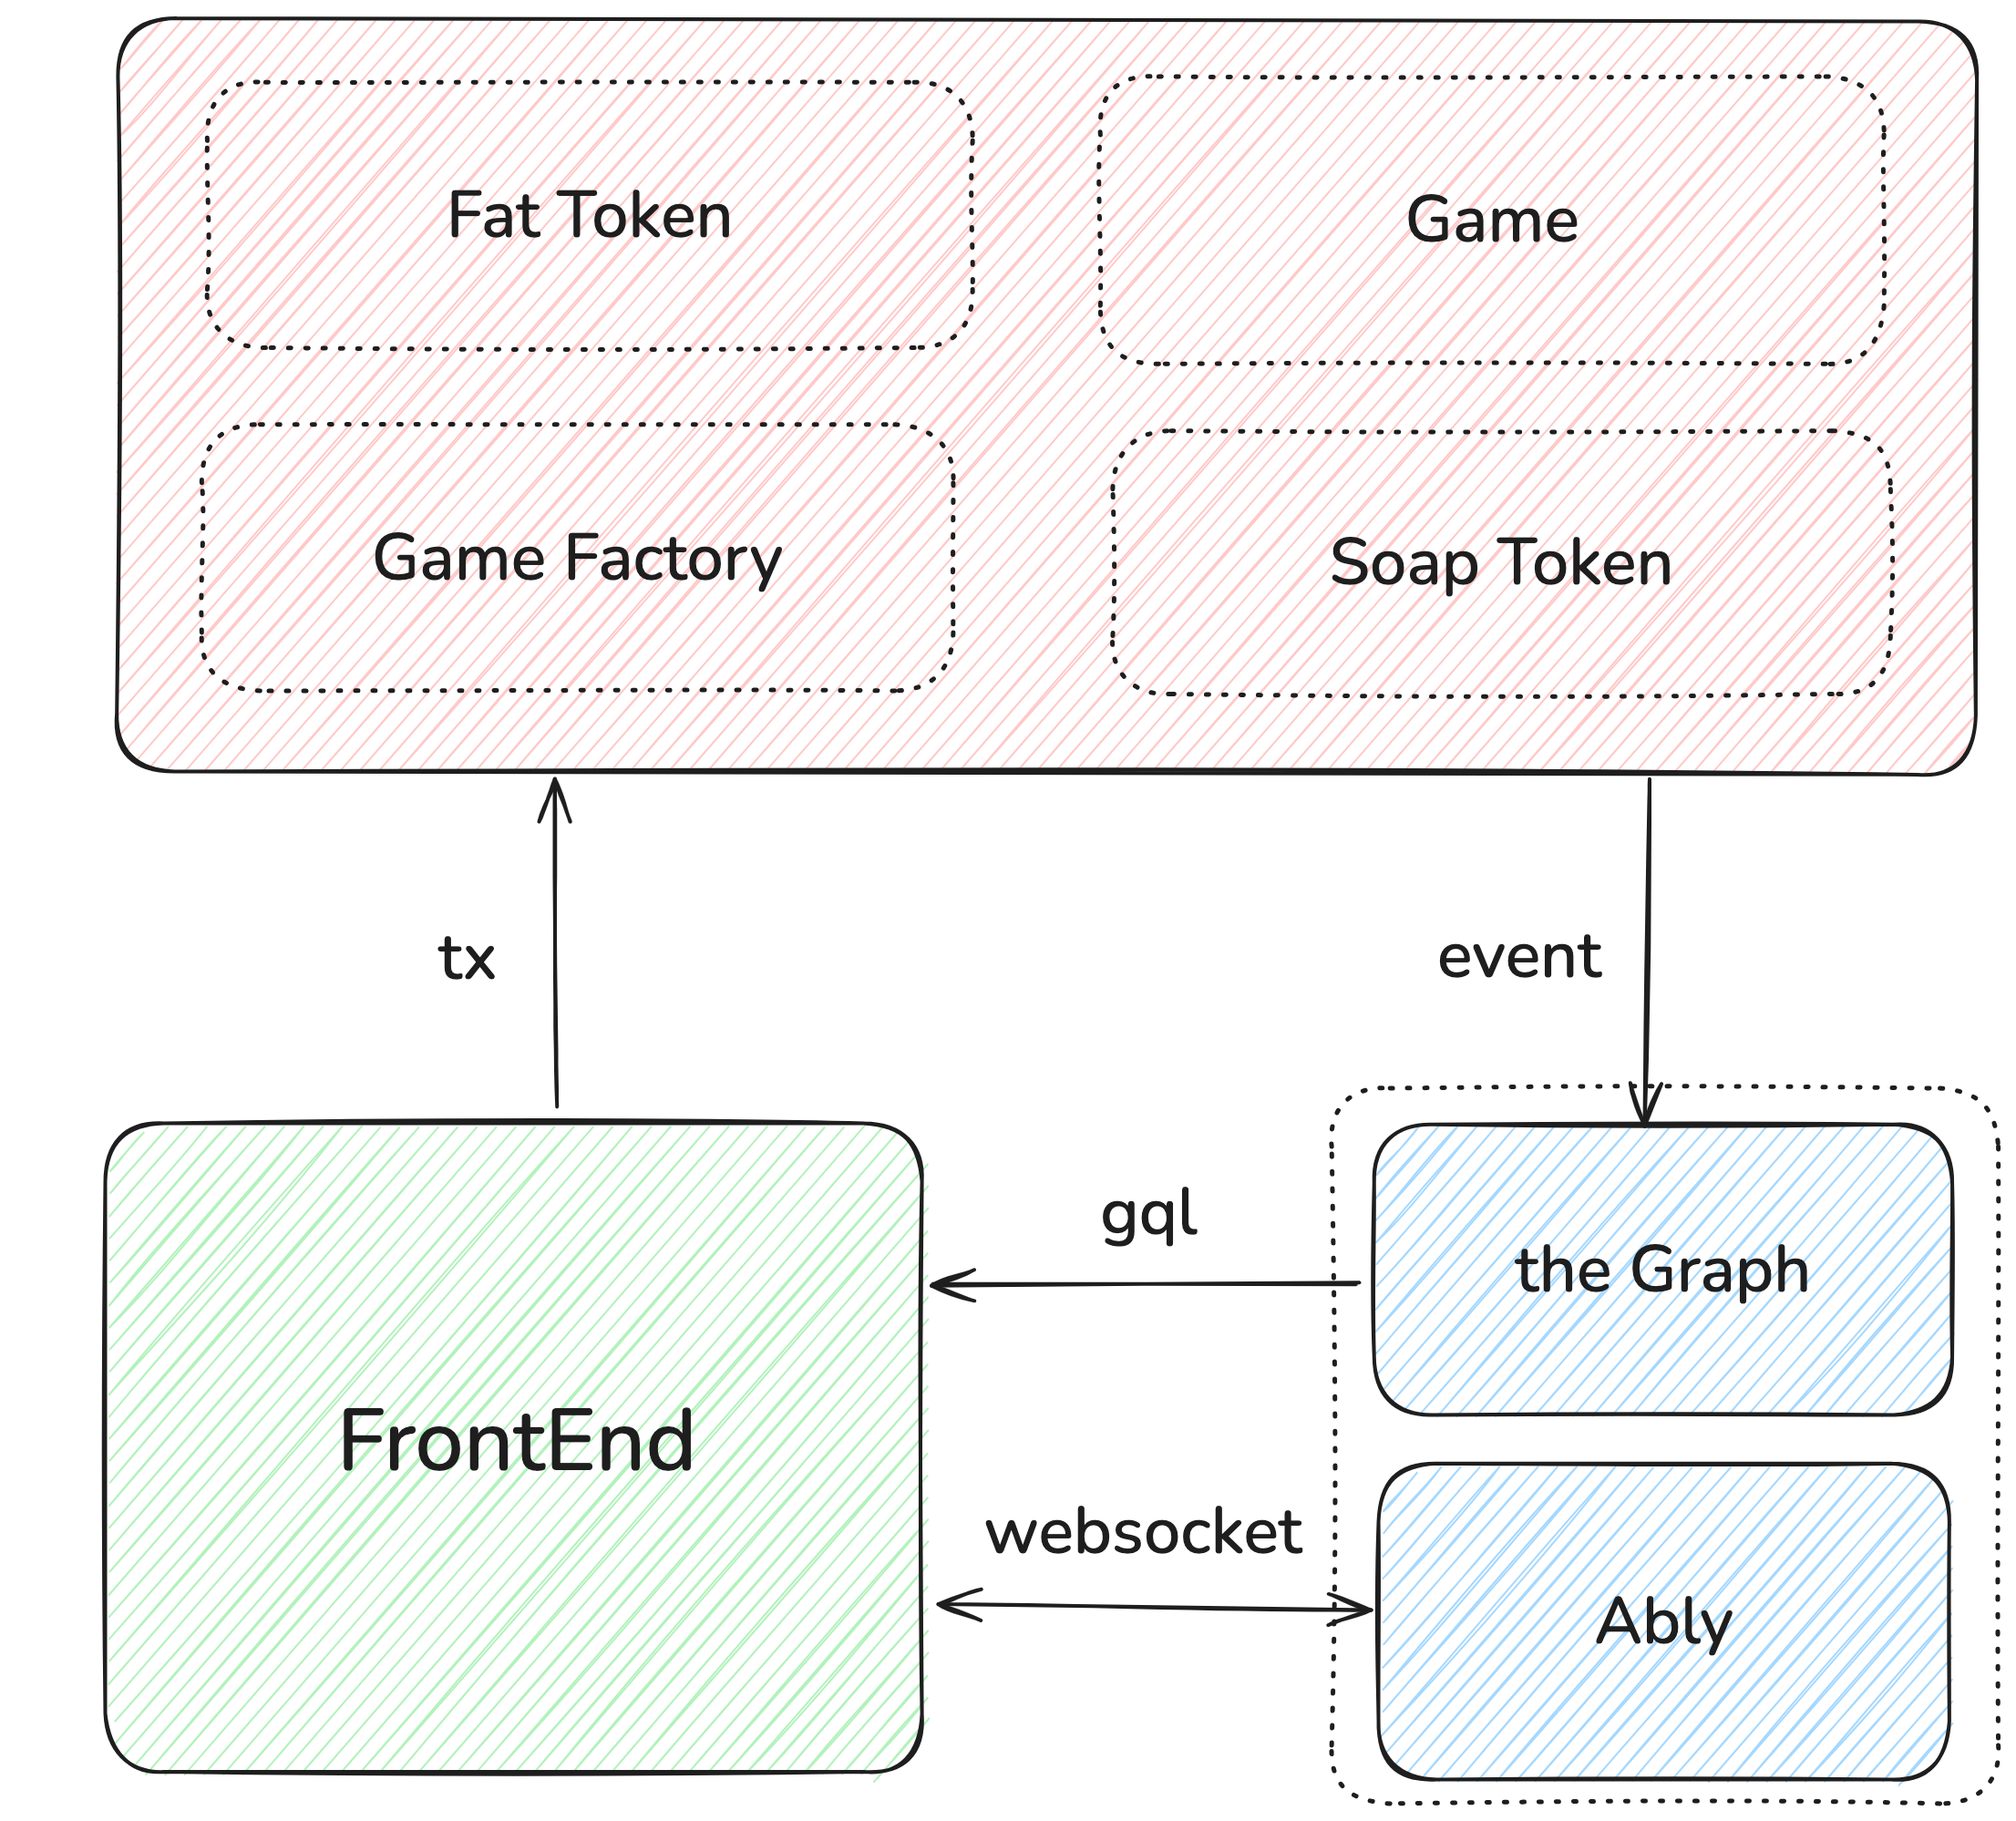 Fat Token
Game
Game Factory
Soap Token
tx
event
gql
the Graph
FrontEnd
websocket
Ably